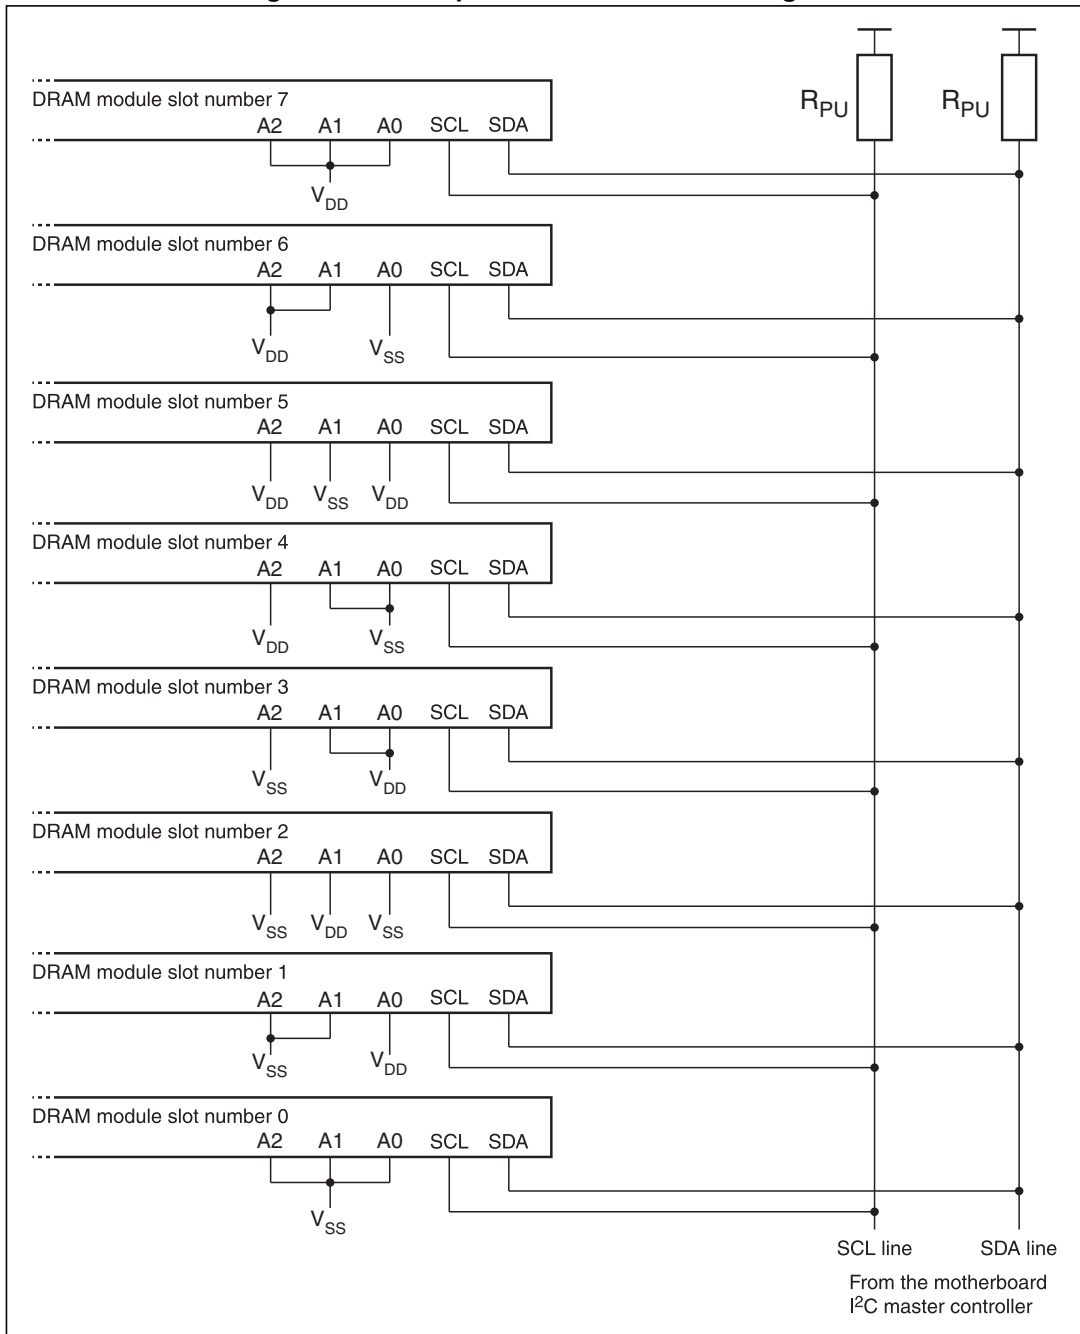 R PU R PU
DRAM module slot number 7
A2 A1 A0 SCL SDA
V DD
DRAM module slot number 6
A2 A1 A0 SCL SDA
V DD V SS
DRAM module slot number 5
A2 A1 A0 SCL SDA
V DD V SS V DD
DRAM module slot number 4
A2 A1 A0 SCL SDA
V DD V SS
DRAM module slot number 3
A2 A1 A0 SCL SDA
V SS V DD
DRAM module slot number 2
A2 A1 A0 SCL SDA
V SS V DD V SS
DRAM module slot number 1
A2 A1 A0 SCL SDA
V SS V DD
DRAM module slot number 0
A2 A1 A0 SCL SDA
V SS
SCL line SDA line
From the motherboard
I2C master controller